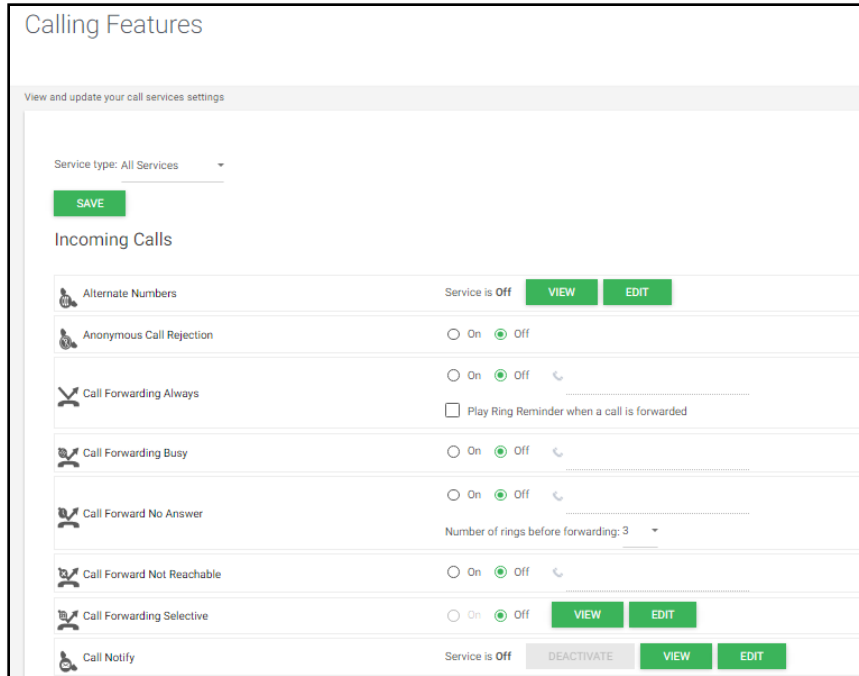 Calling Features
View and update your call services settings
Service type: All Services
SAVE
Incoming Calls
Alternate Numbers Service is Off VIEW EDIT
Anonymous Call Rejection On Off
On Off
Call Forwarding Always
Play Ring Reminder when a call is forwarded
Call Forwarding Busy On Off
On Off
Call Forward No Answer
Number of rings before forwarding: 3
Call Forward Not Reachable On Off
Call Forwarding Selective On Off VIEW EDIT
Call Notify Service is Off DEACTIVATE VIEW EDIT